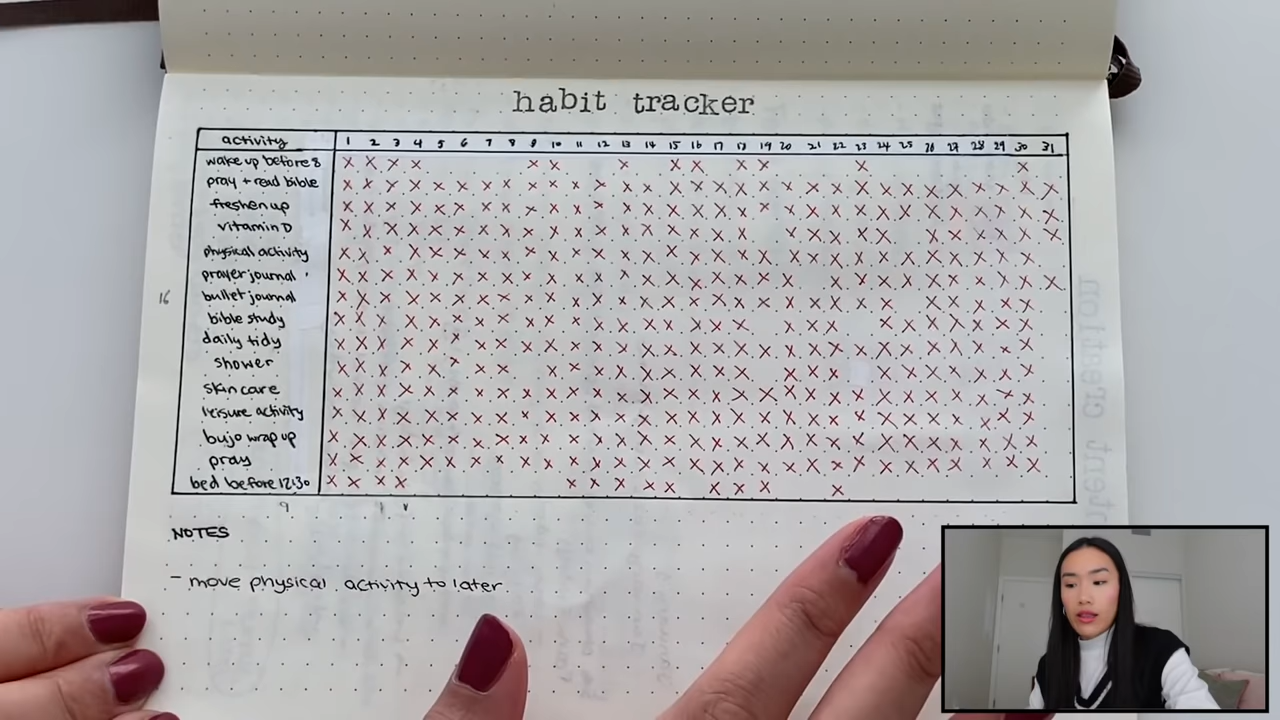 habit tracker
activity 1 2 3 4 5 6 7 8 9 10 11 12 13 14 15 16 17 18 19 20 21 22 23 24 25 26 27 28 29 30 31
wake up before 8 X X X X X X X X X X X X X
pray + read bible X X X X X X X X X X X X X X X X X X X X X X X X X X X X X X X
freshen up
vitamin D
physical activity
prayer journal
16
bullet journal
bible study
daily tidy
shower
skincare
leisure activity
bujo wrap up
pray
bed before 12:30 X X X X X X X X X X X X X
9
NOTES
- move physical activity to later